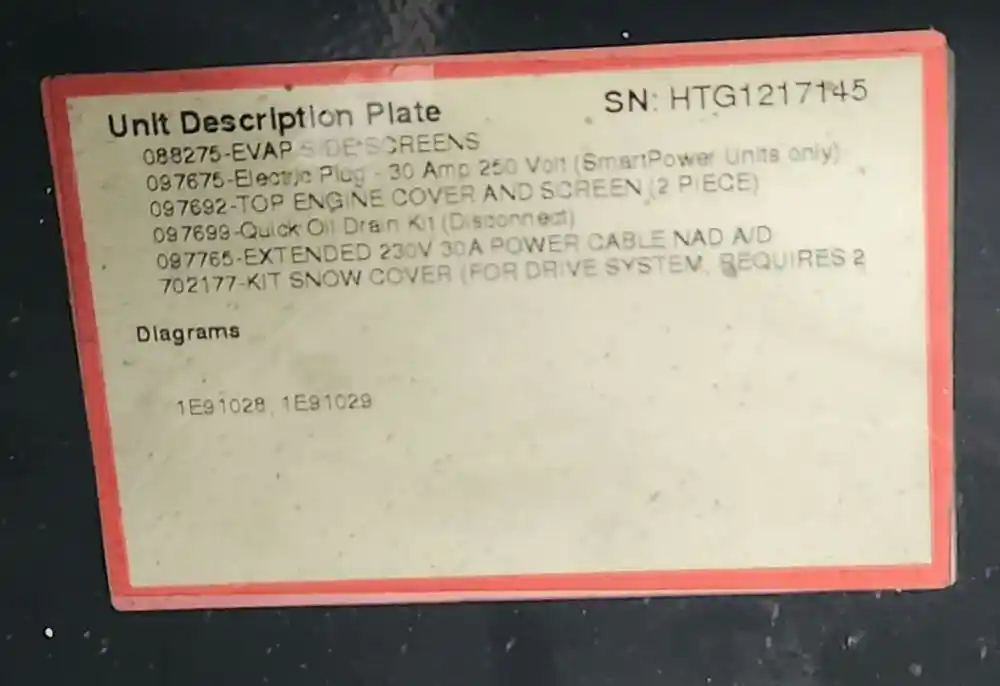 Unit Description Plate
SN: HTG1217145
088275-EVAP SIDE SCREENS
097675-Electric Plug - 30 Amp 250 Volt (SmartPower Units only)
097692-TOP ENGINE COVER AND SCREEN (2 PIECE)
097699-Quick Oil Drain Kit (Disconnect)
097765-EXTENDED 230V 30A POWER CABLE NAD A/D
702177-KIT SNOW COVER (FOR DRIVE SYSTEM, REQUIRES 2
Diagrams
1E91028, 1E91029